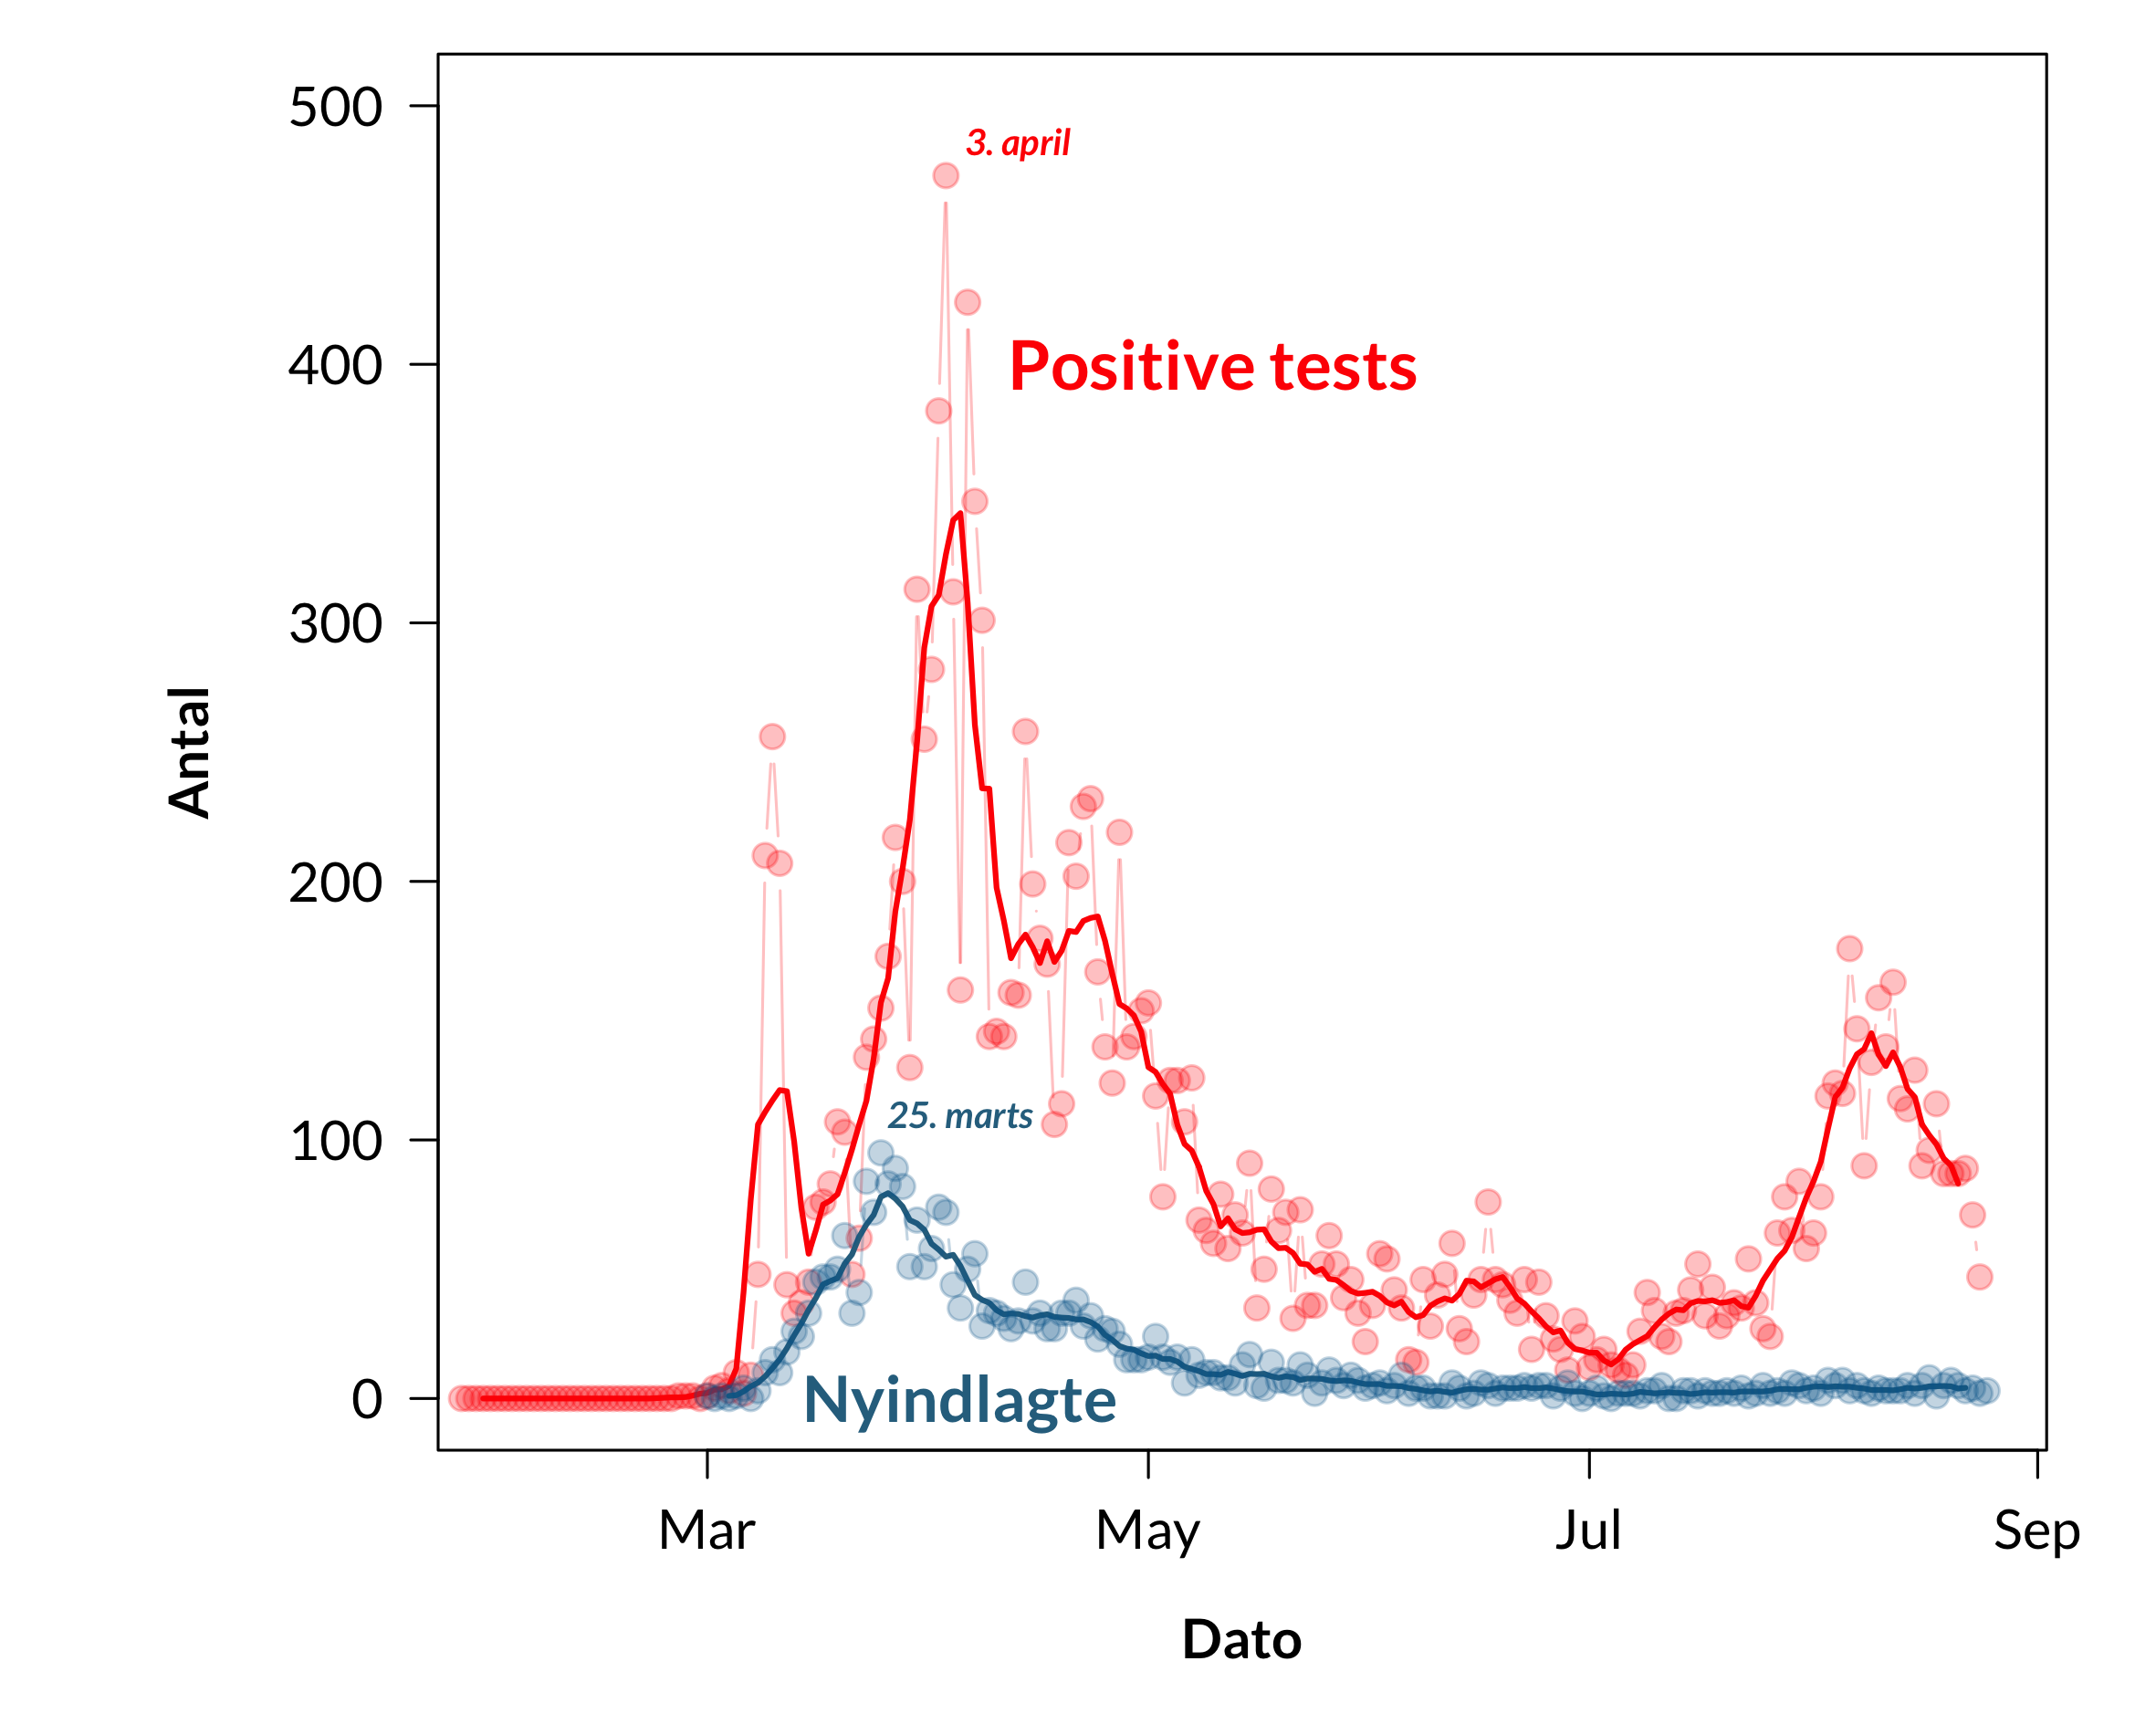 500
3. april
Positive tests
400
300
Antal
200
25. marts
100
0
Nyindlagte
Mar May Jul Sep
Dato